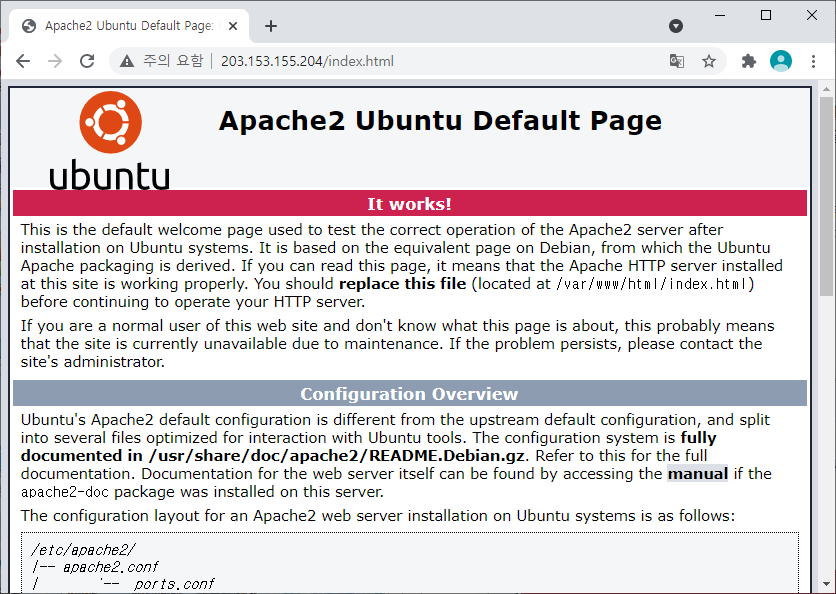 Apache2 Ubuntu Default Page:
주의 요함 | 203.153.155.204/index.html
ubuntu
Apache2 Ubuntu Default Page
It works!
This is the default welcome page used to test the correct operation of the Apache2 server after
installation on Ubuntu systems. It is based on the equivalent page on Debian, from which the Ubuntu
Apache packaging is derived. If you can read this page, it means that the Apache HTTP server installed
at this site is working properly. You should replace this file (located at /var/www/html/index.html)
before continuing to operate your HTTP server.
If you are a normal user of this web site and don't know what this page is about, this probably means
that the site is currently unavailable due to maintenance. If the problem persists, please contact the
site's administrator.
Configuration Overview
Ubuntu's Apache2 default configuration is different from the upstream default configuration, and split
into several files optimized for interaction with Ubuntu tools. The configuration system is fully
documented in /usr/share/doc/apache2/README.Debian.gz. Refer to this for the full
documentation. Documentation for the web server itself can be found by accessing the manual if the
apache2-doc package was installed on this server.
The configuration layout for an Apache2 web server installation on Ubuntu systems is as follows:
/etc/apache2/
|-- apache2.conf
|       `--  ports.conf